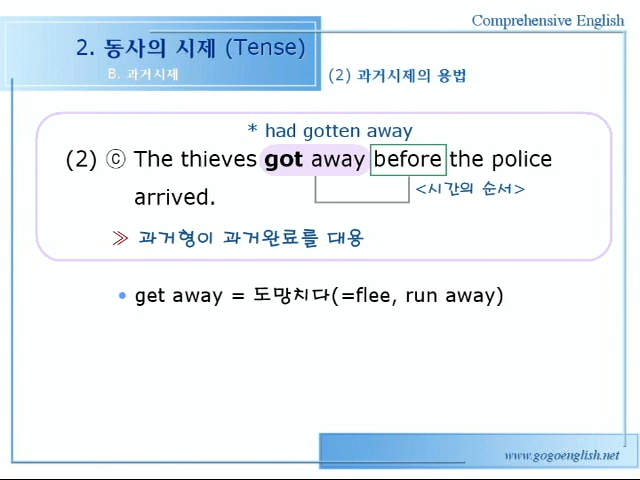 Comprehensive English
2. 동사의 시제 (Tense)
B. 과거시제
(2) 과거시제의 용법
* had gotten away
(2) ⓒ The thieves got away before the police
arrived.
<시간의 순서>
≫ 과거형이 과거완료를 대용
• get away = 도망치다(=flee, run away)
www.gogoenglish.net